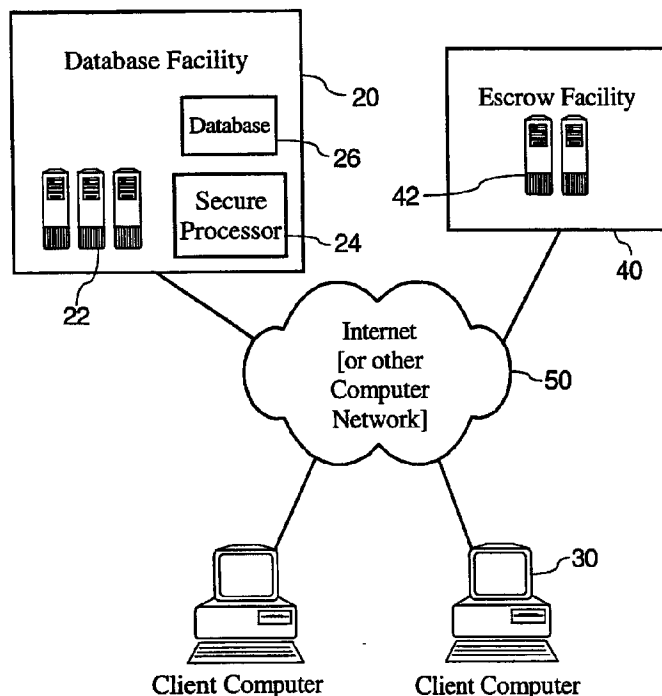 Database Facility
20
Database
26
Secure
Processor
24
22
Escrow Facility
42
40
Internet
[or other
Computer
Network]
50
30
Client Computer
Client Computer